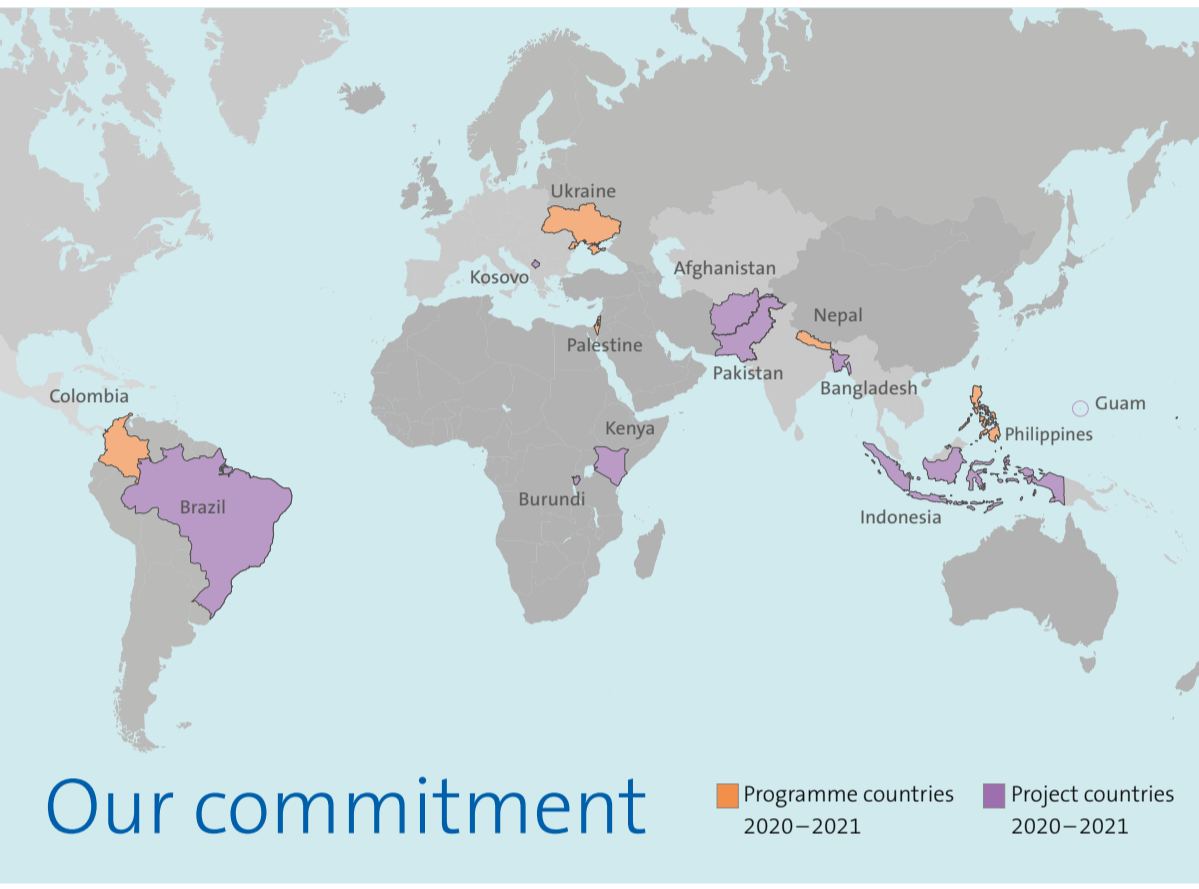 Ukraine
Kosovo
Afghanistan
Nepal
Palestine
Pakistan
Bangladesh
Colombia
Guam
Kenya
Philippines
Burundi
Brazil
Indonesia
Our commitment
Programme countries
2020–2021
Project countries
2020–2021